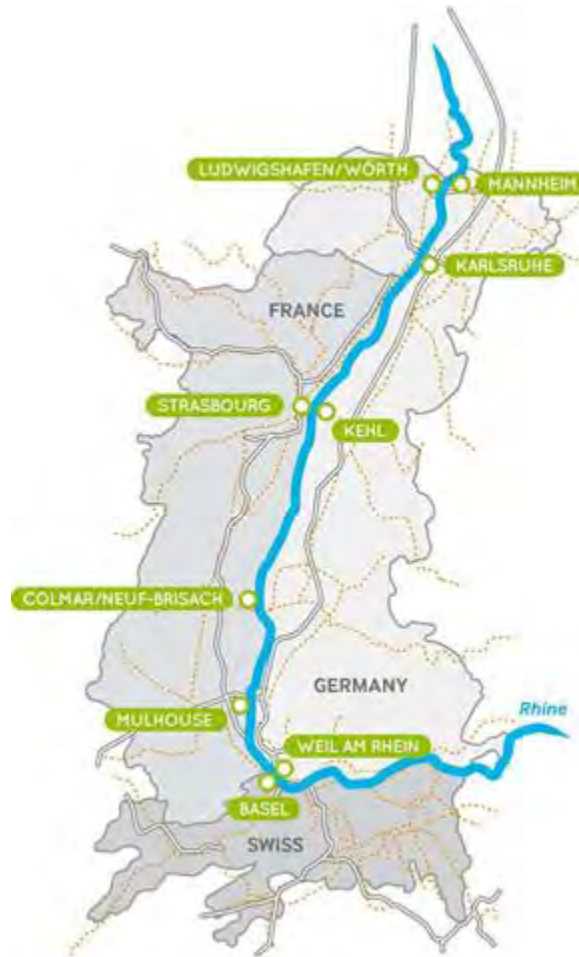 LUDWIGSHAFEN/WÖRTH
MANNHEIM
KARLSRUHE
FRANCE
STRASBOURG
KEHL
COLMAR/NEUF-BRISACH
GERMANY
Rhine
MULHOUSE
WEIL AM RHEIN
BASEL
SWISS